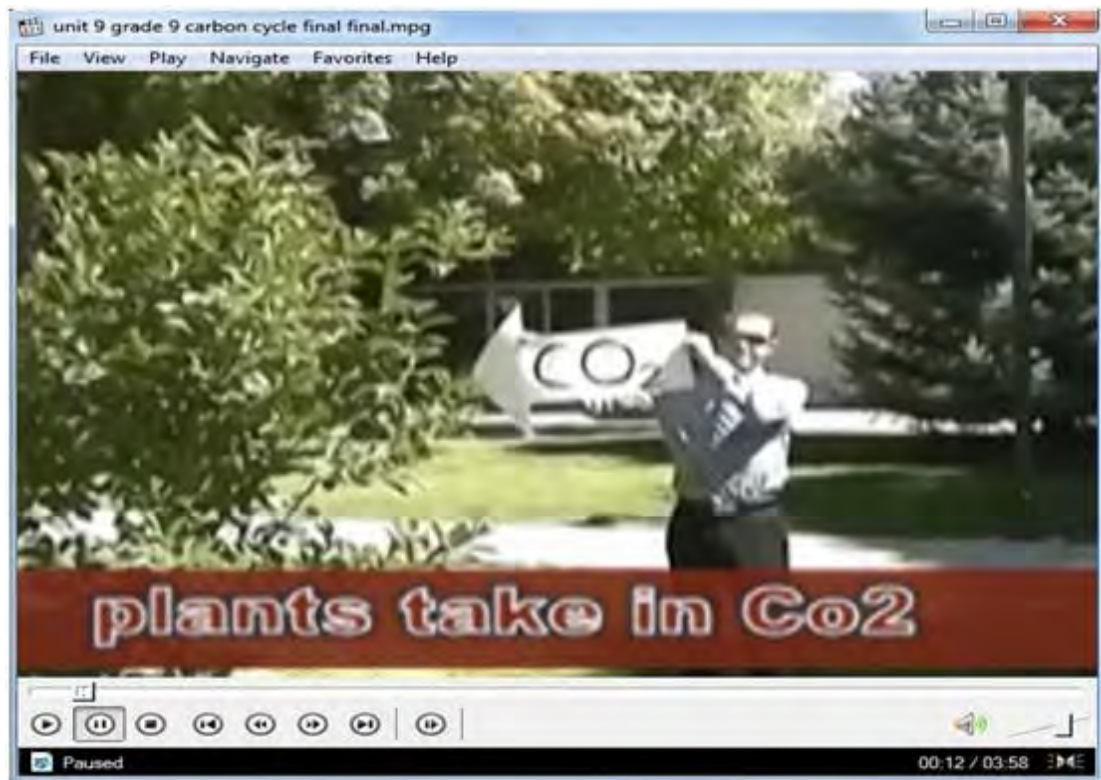 unit 9 grade 9 carbon cycle final final.mpg
File View Play Navigate Favorites Help
CO2
plants take in Co2
Paused
00:12 / 03:58